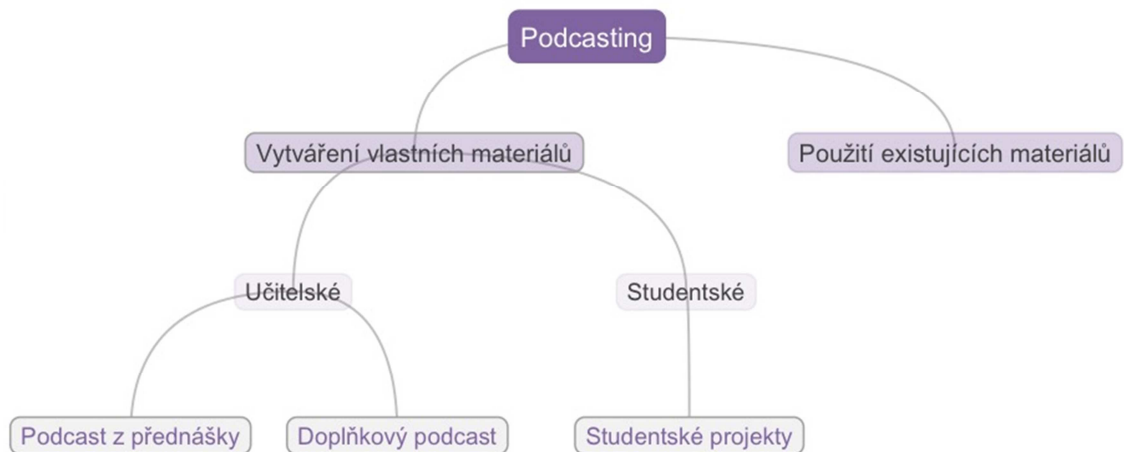 Podcasting
Vytváření vlastních materiálů
Použití existujících materiálů
Učitelské
Studentské
Podcast z přednášky
Doplňkový podcast
Studentské projekty